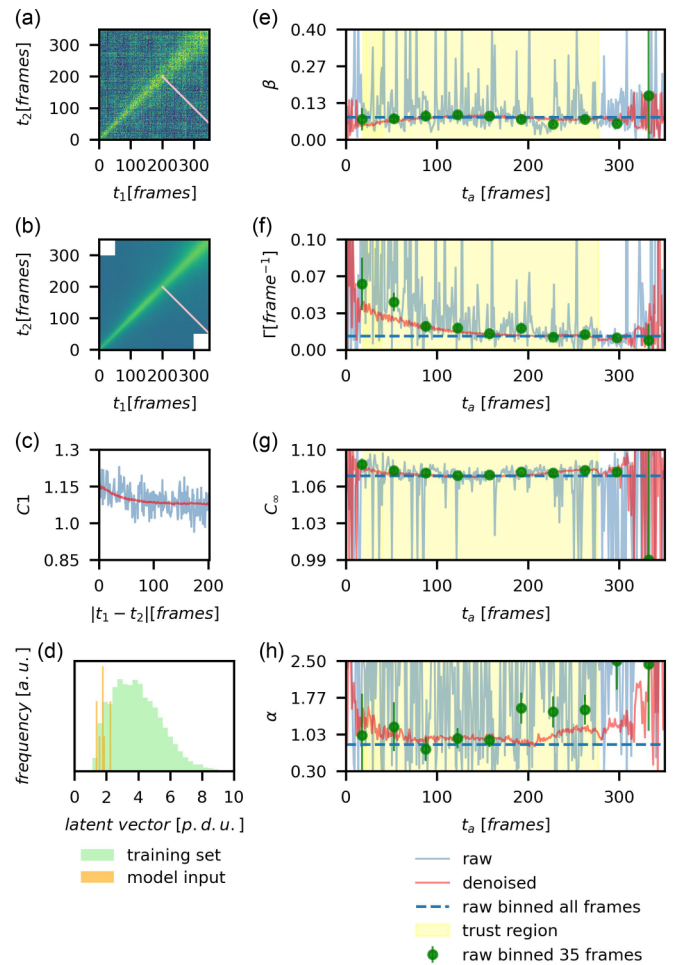 (a)
300
200
100
0
t₂[frames]
0 100 200 300
t₁[frames]
(b)
300
200
100
0
t₂[frames]
0 100 200 300
t₁[frames]
(c)
1.3
1.15
1.0
0.85
C1
0 100 200
|t₁ − t₂|[frames]
(d)
frequency [a.u.]
0 2 4 6 8 10
latent vector [p.d.u.]
training set
model input
(e)
0.40
0.27
0.13
0.00
β
0 100 200 300
tₐ [frames]
(f)
0.10
0.07
0.03
0.00
Γ[frame⁻¹]
0 100 200 300
tₐ [frames]
(g)
1.10
1.06
1.03
0.99
C∞
0 100 200 300
tₐ [frames]
(h)
2.50
1.77
1.03
0.30
α
0 100 200 300
tₐ [frames]
raw
denoised
raw binned all frames
trust region
raw binned 35 frames